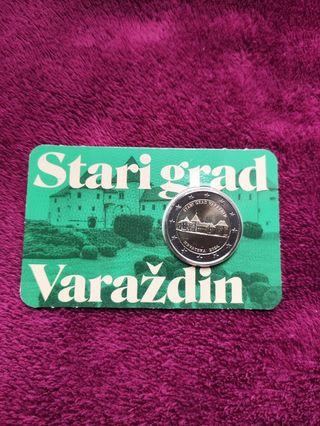 Stari grad
Varaždin
STARI GRAD VARAŽDIN
HRVATSKA 2024